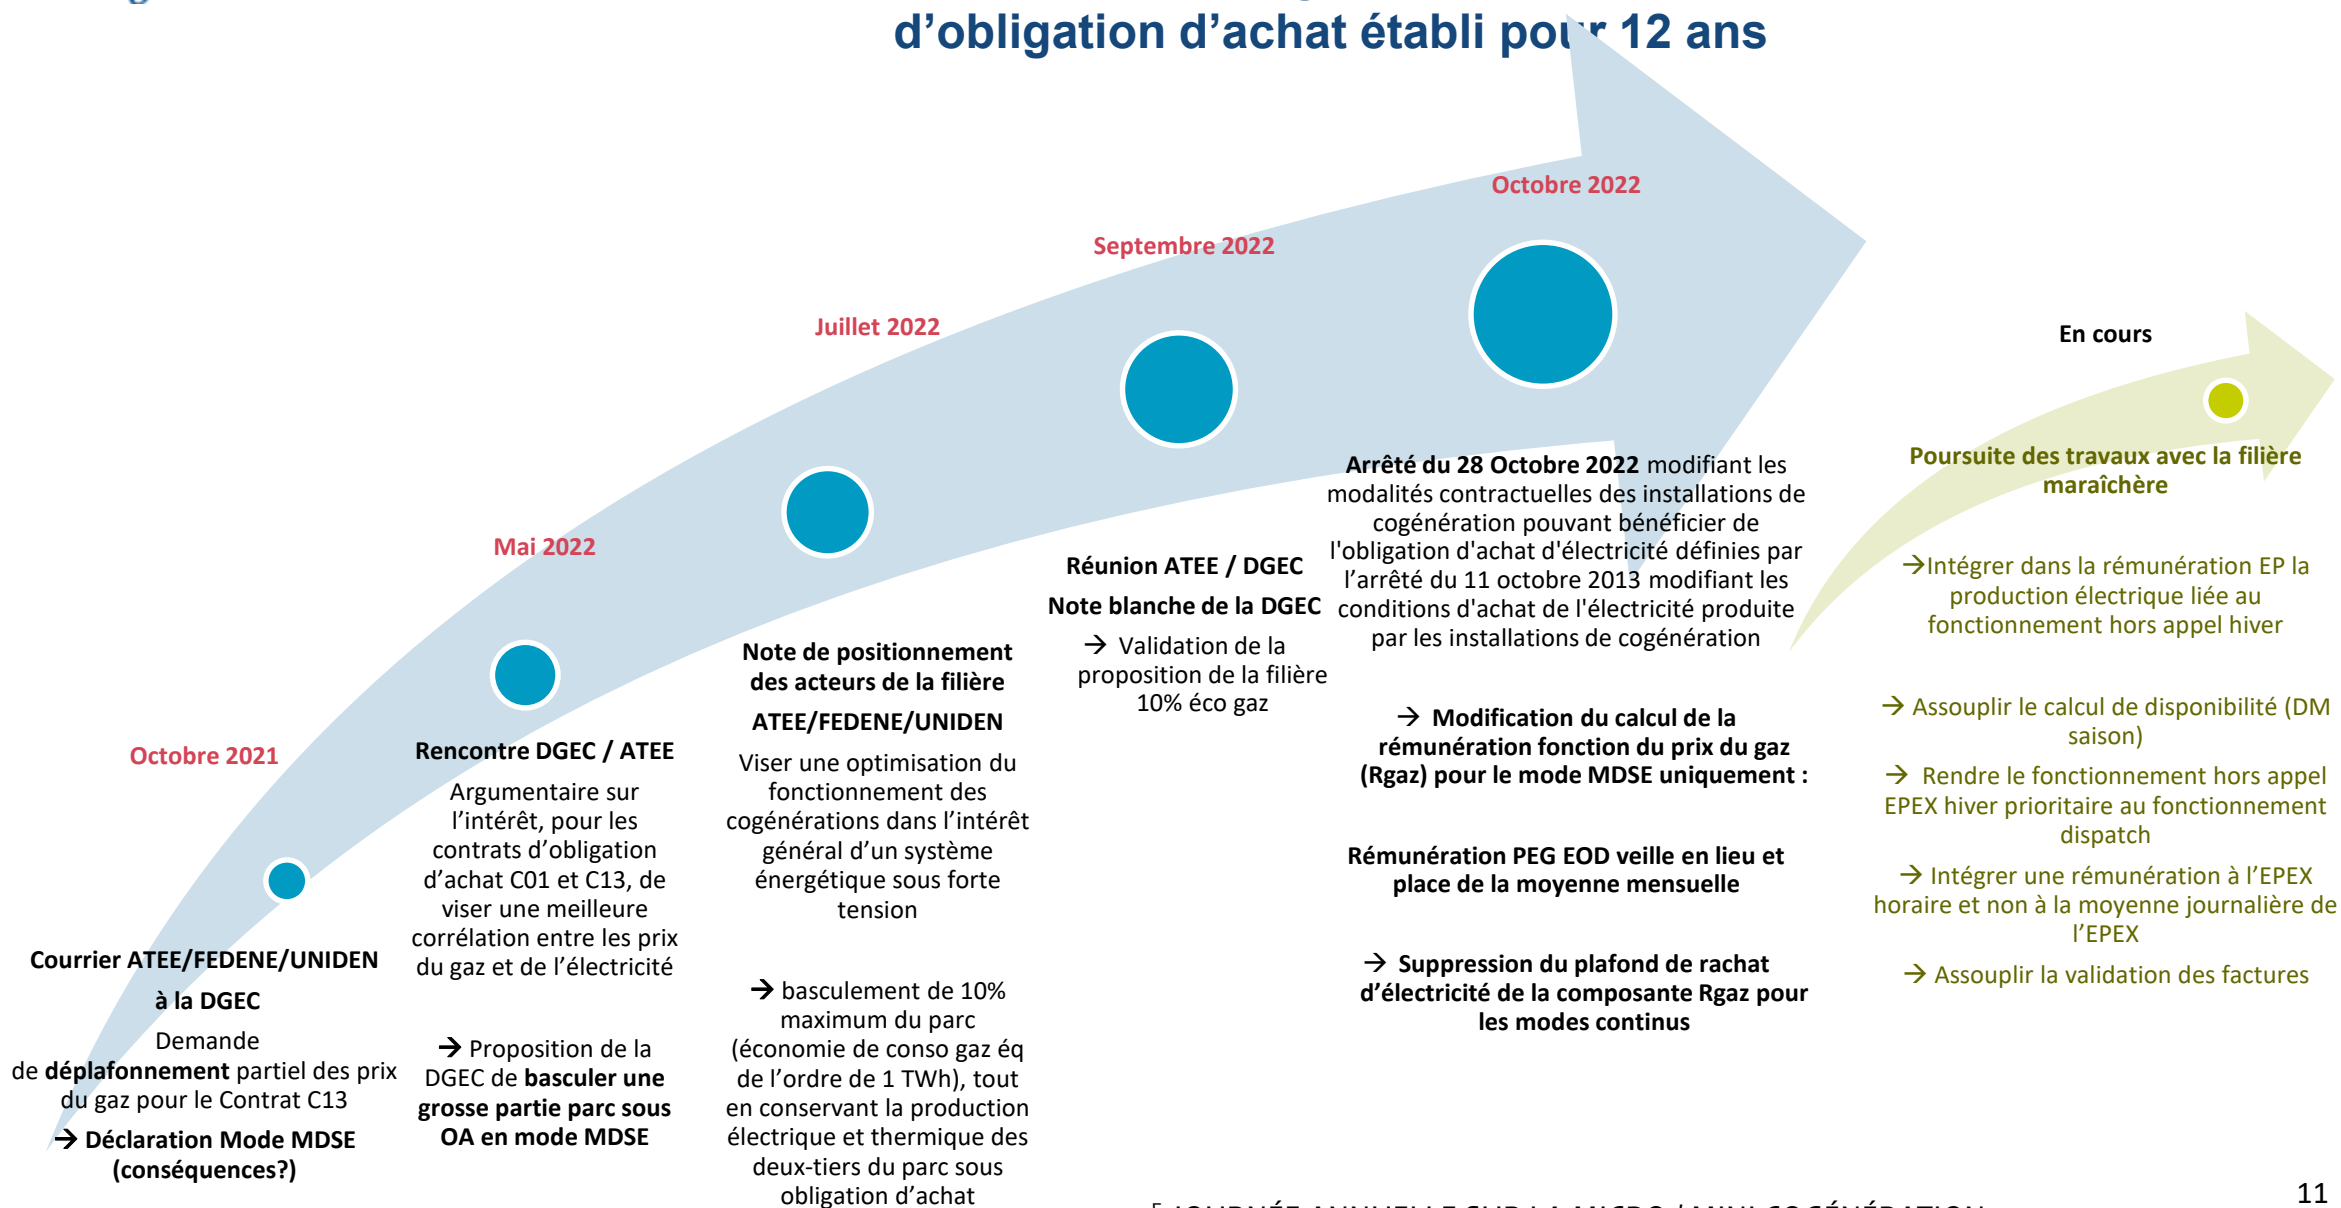 d’obligation d’achat établi pour 12 ans
Octobre 2021
Courrier ATEE/FEDENE/UNIDEN
à la DGEC
Demande
de déplafonnement partiel des prix
du gaz pour le Contrat C13
→ Déclaration Mode MDSE
(conséquences?)
Mai 2022
Rencontre DGEC / ATEE
Argumentaire sur
l’intérêt, pour les
contrats d’obligation
d’achat C01 et C13, de
viser une meilleure
corrélation entre les prix
du gaz et de l’électricité
→ Proposition de la
DGEC de basculer une
grosse partie parc sous
OA en mode MDSE
Juillet 2022
Note de positionnement
des acteurs de la filière
ATEE/FEDENE/UNIDEN
Viser une optimisation du
fonctionnement des
cogénérations dans l’intérêt
général d’un système
énergétique sous forte
tension
→ basculement de 10%
maximum du parc
(économie de conso gaz éq
de l’ordre de 1 TWh), tout
en conservant la production
électrique et thermique des
deux-tiers du parc sous
obligation d’achat
Septembre 2022
Réunion ATEE / DGEC
Note blanche de la DGEC
→ Validation de la
proposition de la filière
10% éco gaz
Octobre 2022
Arrêté du 28 Octobre 2022 modifiant les
modalités contractuelles des installations de
cogénération pouvant bénéficier de
l'obligation d'achat d'électricité définies par
l’arrêté du 11 octobre 2013 modifiant les
conditions d'achat de l'électricité produite
par les installations de cogénération
→ Modification du calcul de la
rémunération fonction du prix du gaz
(Rgaz) pour le mode MDSE uniquement :
Rémunération PEG EOD veille en lieu et
place de la moyenne mensuelle
→ Suppression du plafond de rachat
d’électricité de la composante Rgaz pour
les modes continus
En cours
Poursuite des travaux avec la filière
maraîchère
→Intégrer dans la rémunération EP la
production électrique liée au
fonctionnement hors appel hiver
→ Assouplir le calcul de disponibilité (DM
saison)
→ Rendre le fonctionnement hors appel
EPEX hiver prioritaire au fonctionnement
dispatch
→ Intégrer une rémunération à l’EPEX
horaire et non à la moyenne journalière de
l’EPEX
→ Assouplir la validation des factures
JOURNÉE ANNUELLE SUR LA MICRO / MINI COGÉNÉRATION
11